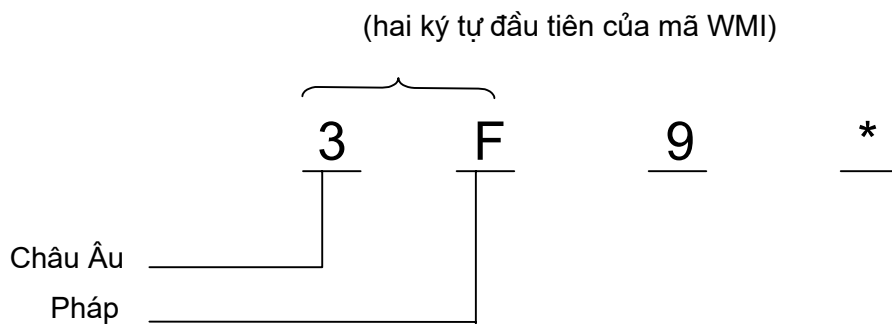 (hai ký tự đầu tiên của mã WMI)
3 F 9 *
Châu Âu
Pháp